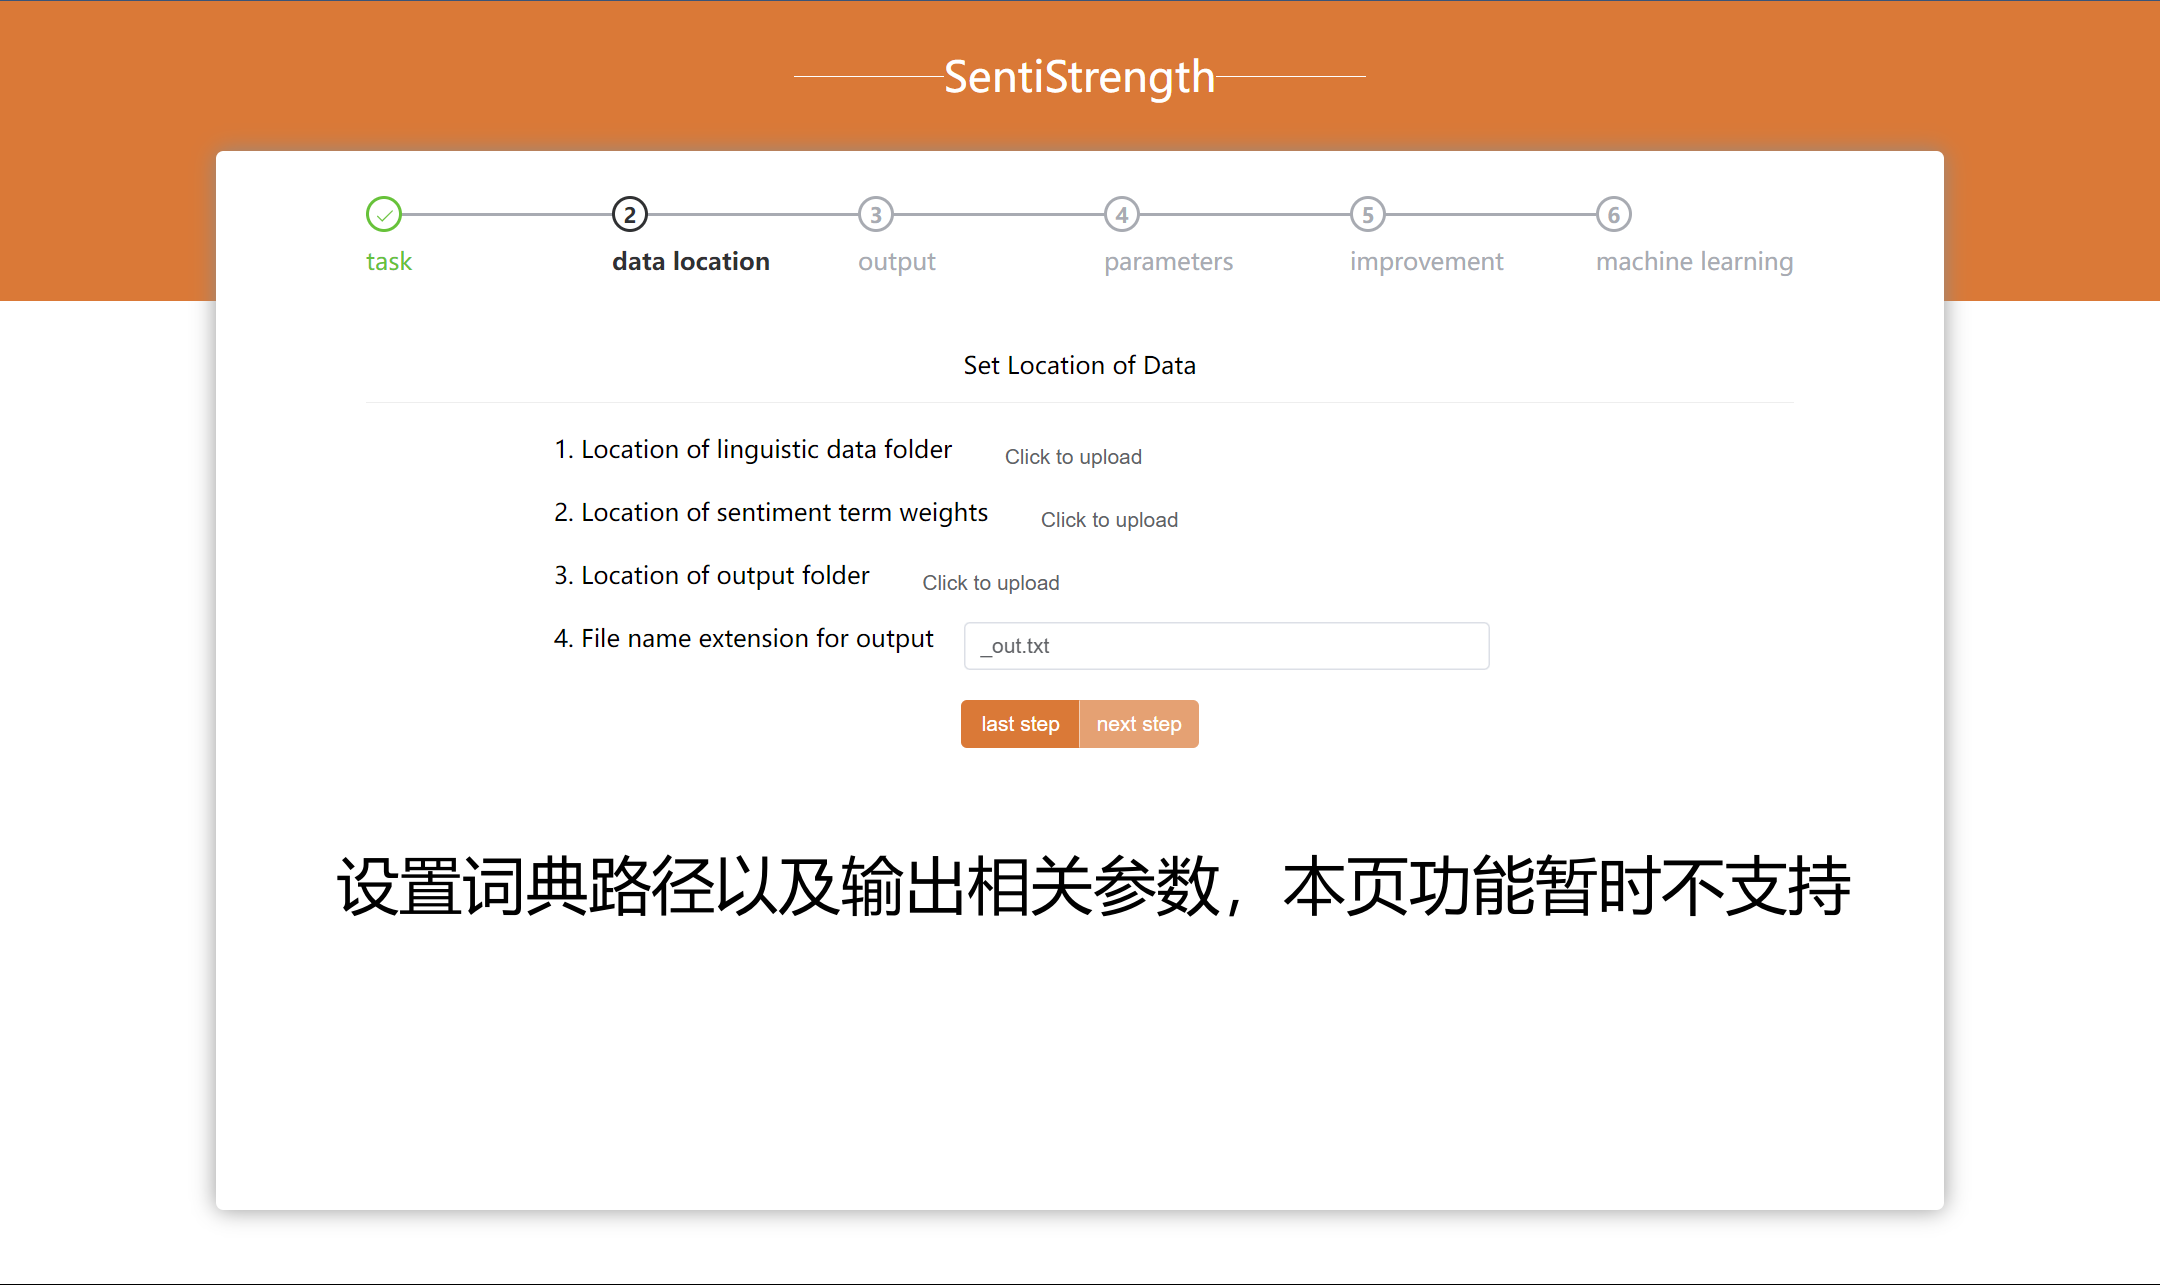 SentiStrength
2 3 4 5 6
task data location output parameters improvement machine learning
Set Location of Data
1. Location of linguistic data folder Click to upload
2. Location of sentiment term weights Click to upload
3. Location of output folder Click to upload
4. File name extension for output _out.txt
last step next step
设置词典路径以及输出相关参数，本页功能暂时不支持